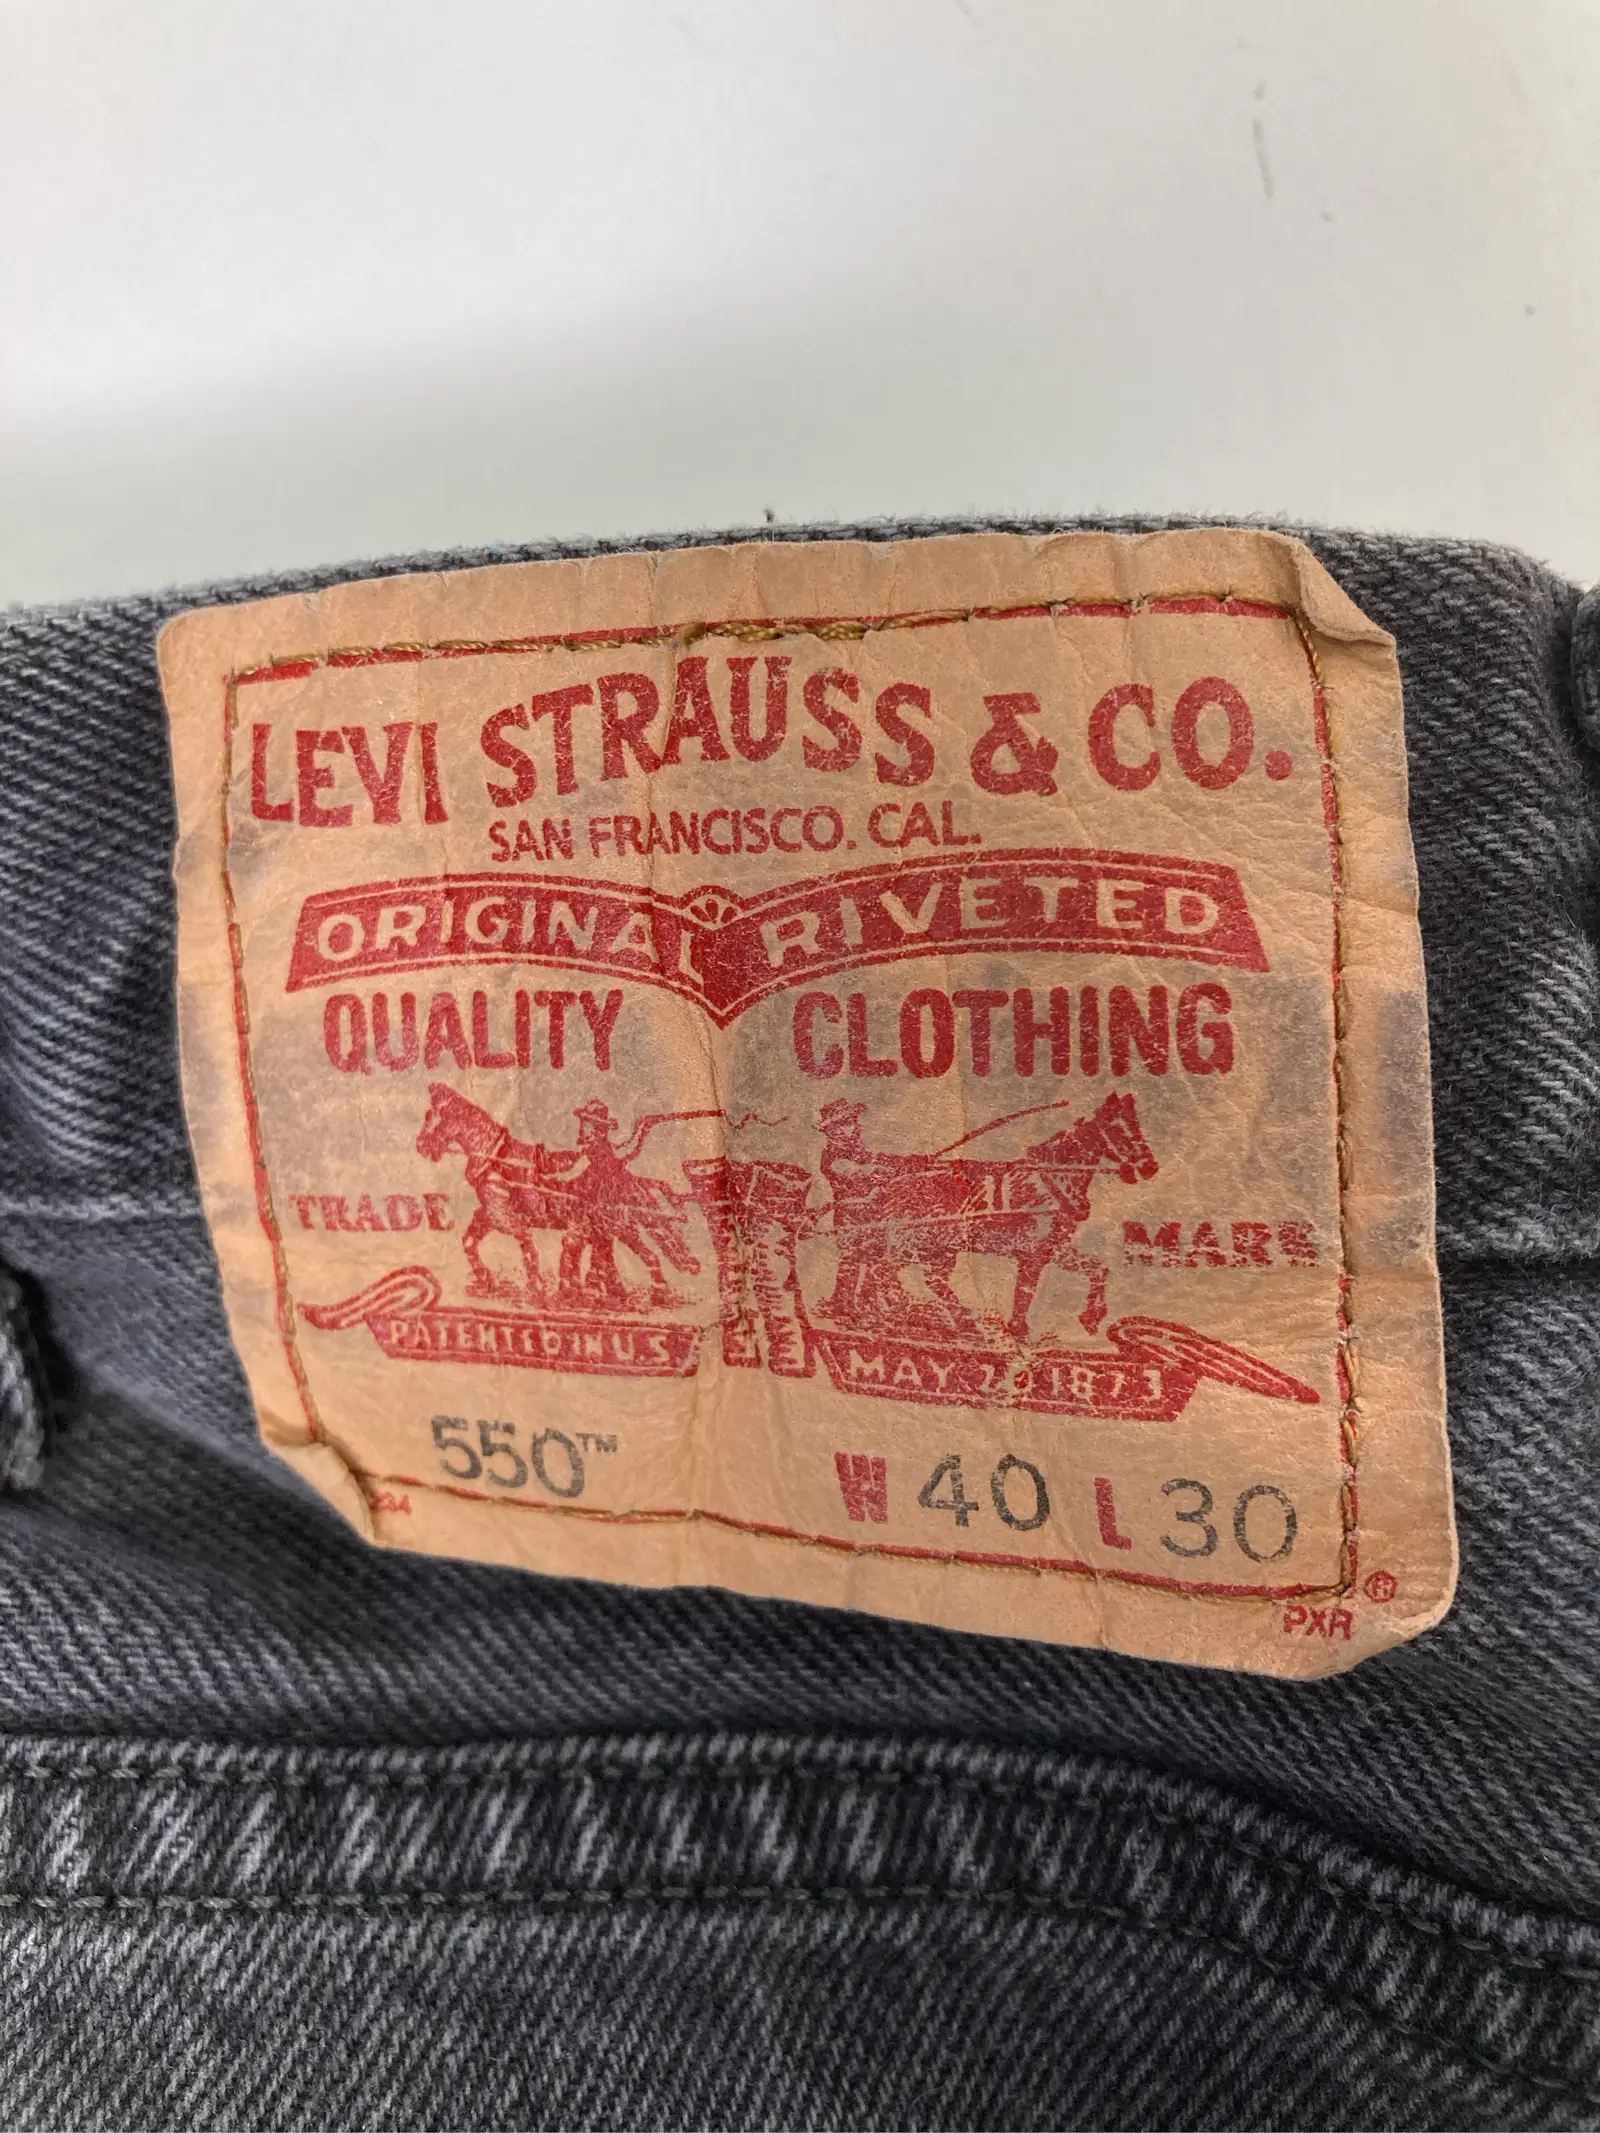 LEVI STRAUSS & CO.
SAN FRANCISCO. CAL.
ORIGINAL RIVETED
QUALITY CLOTHING
TRADE MARK
PATENTED IN U.S. MAY 20 1873
550™ W 40 L 30
®
PXR